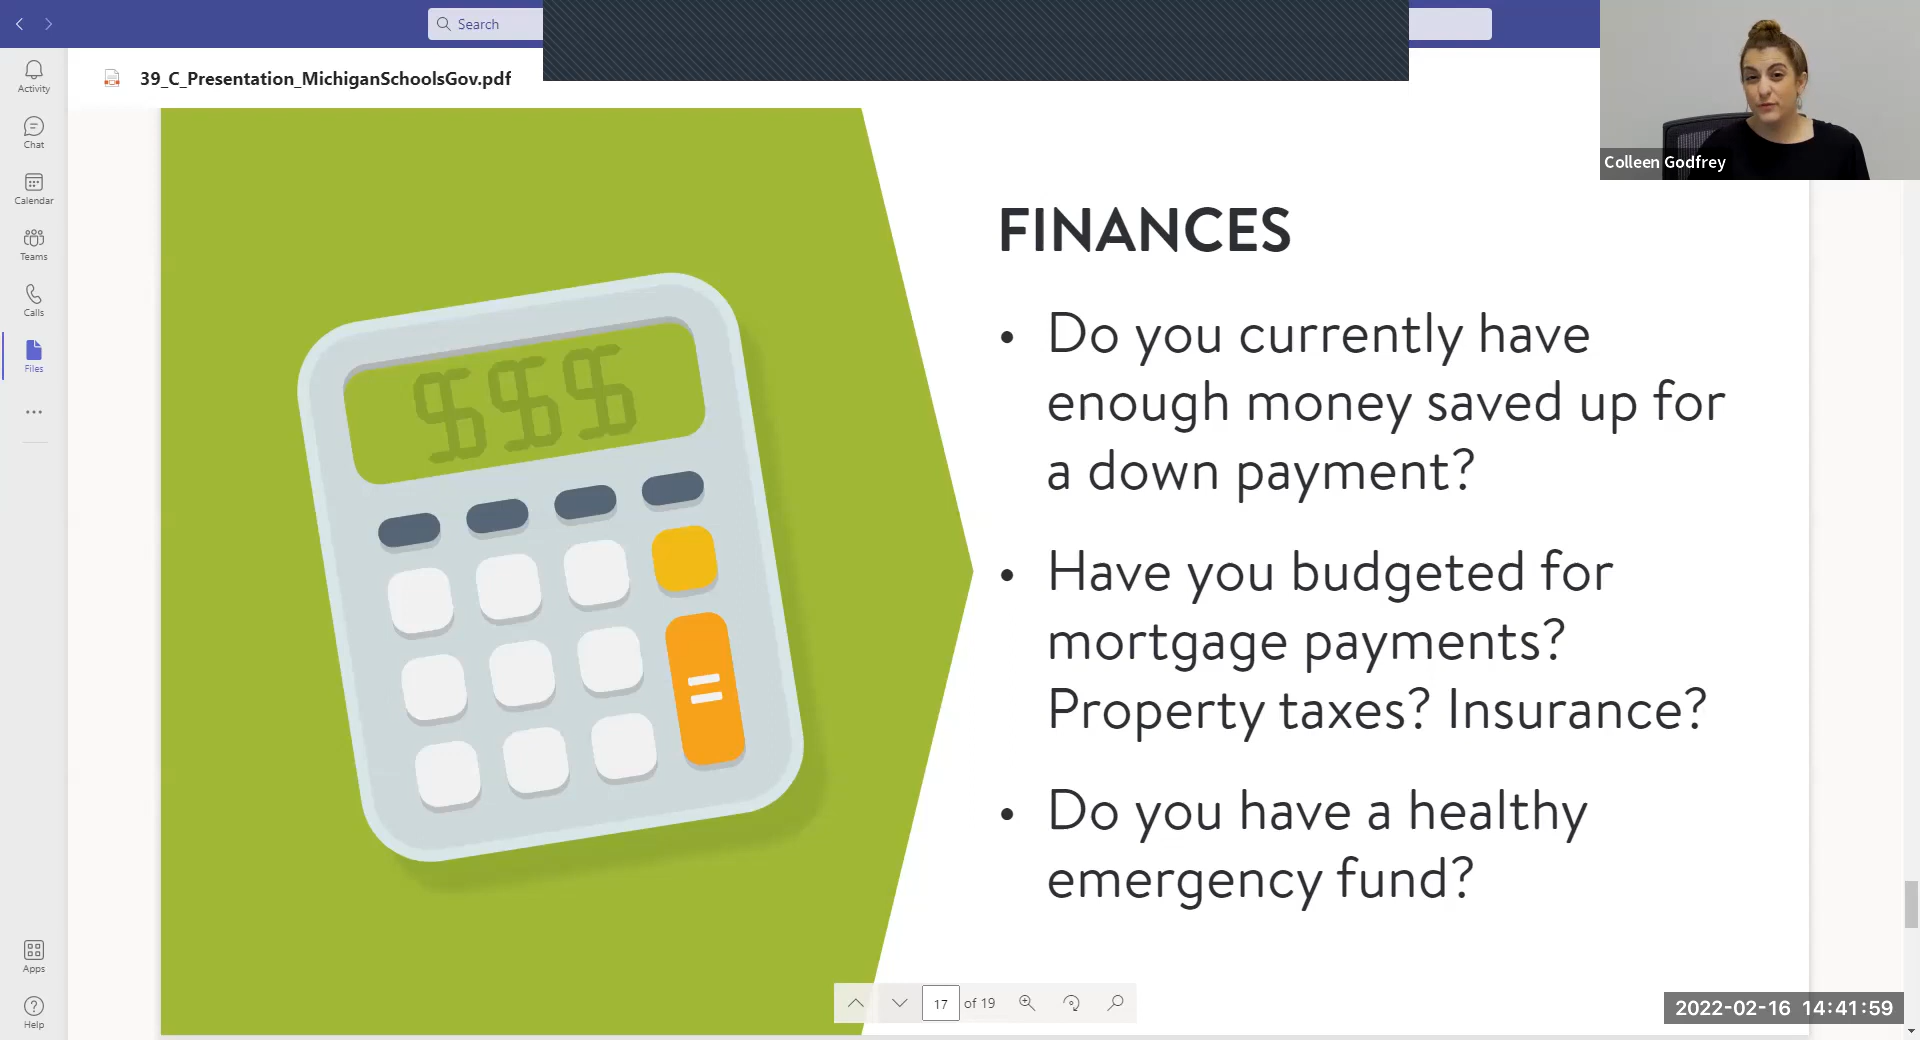 Search
39_C_Presentation_MichiganSchoolsGov.pdf
Activity
Chat
Calendar
Teams
Calls
Files
Apps
Help
Colleen Godfrey
$$$
=
FINANCES
• Do you currently have
enough money saved up for
a down payment?
• Have you budgeted for
mortgage payments?
Property taxes? Insurance?
• Do you have a healthy
emergency fund?
17 of 19
2022-02-16 14:41:59